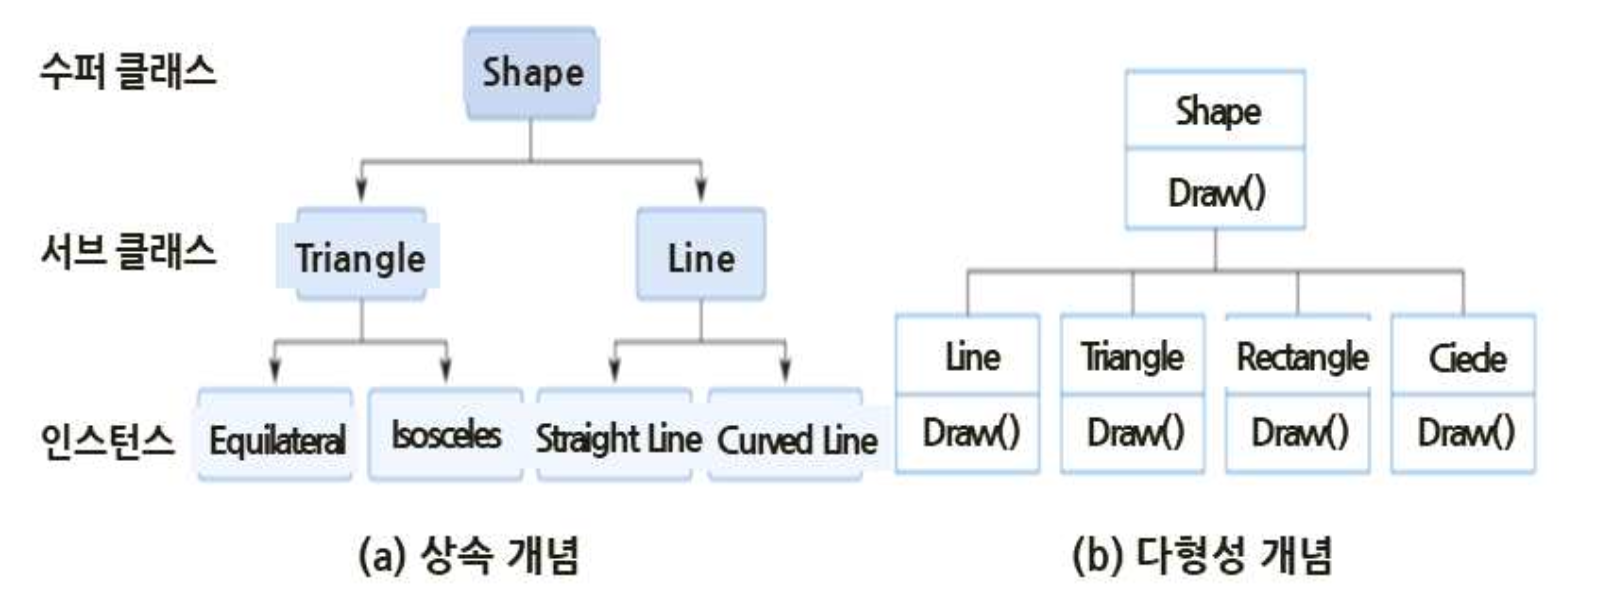 수퍼 클래스
Shape
서브 클래스
Triangle
Line
인스턴스
Equilateral
Isosceles
Straight Line
Curved Line
(a) 상속 개념
Shape
Draw()
Line
Draw()
Triangle
Draw()
Rectangle
Draw()
Ciecle
Draw()
(b) 다형성 개념